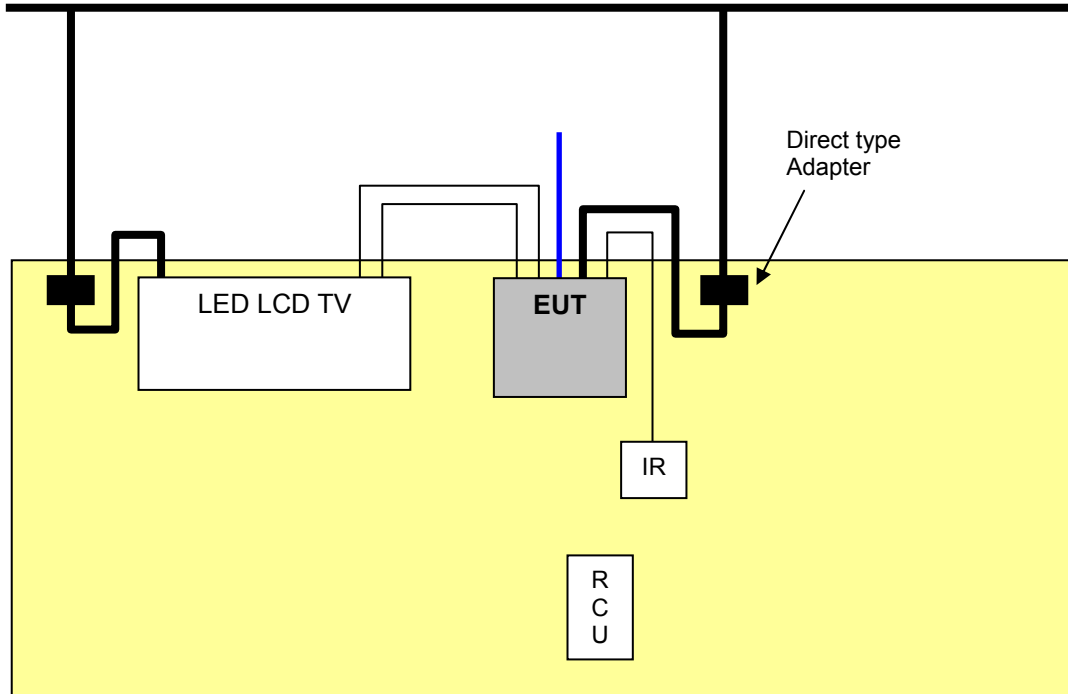 Direct type
Adapter
LED LCD TV
EUT
IR
R
C
U